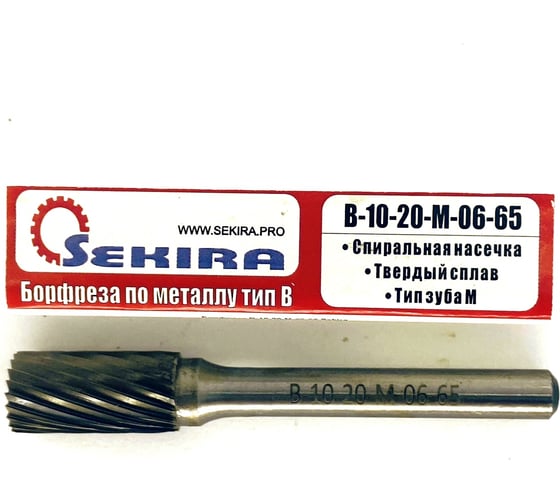 WWW.SEKIRA.PRO
SEKIRA
Борфреза по металлу тип В
B-10-20-M-06-65
•Спиральная насечка
•Твердый сплав
•Тип зуба М
B-10-20-M-06-65